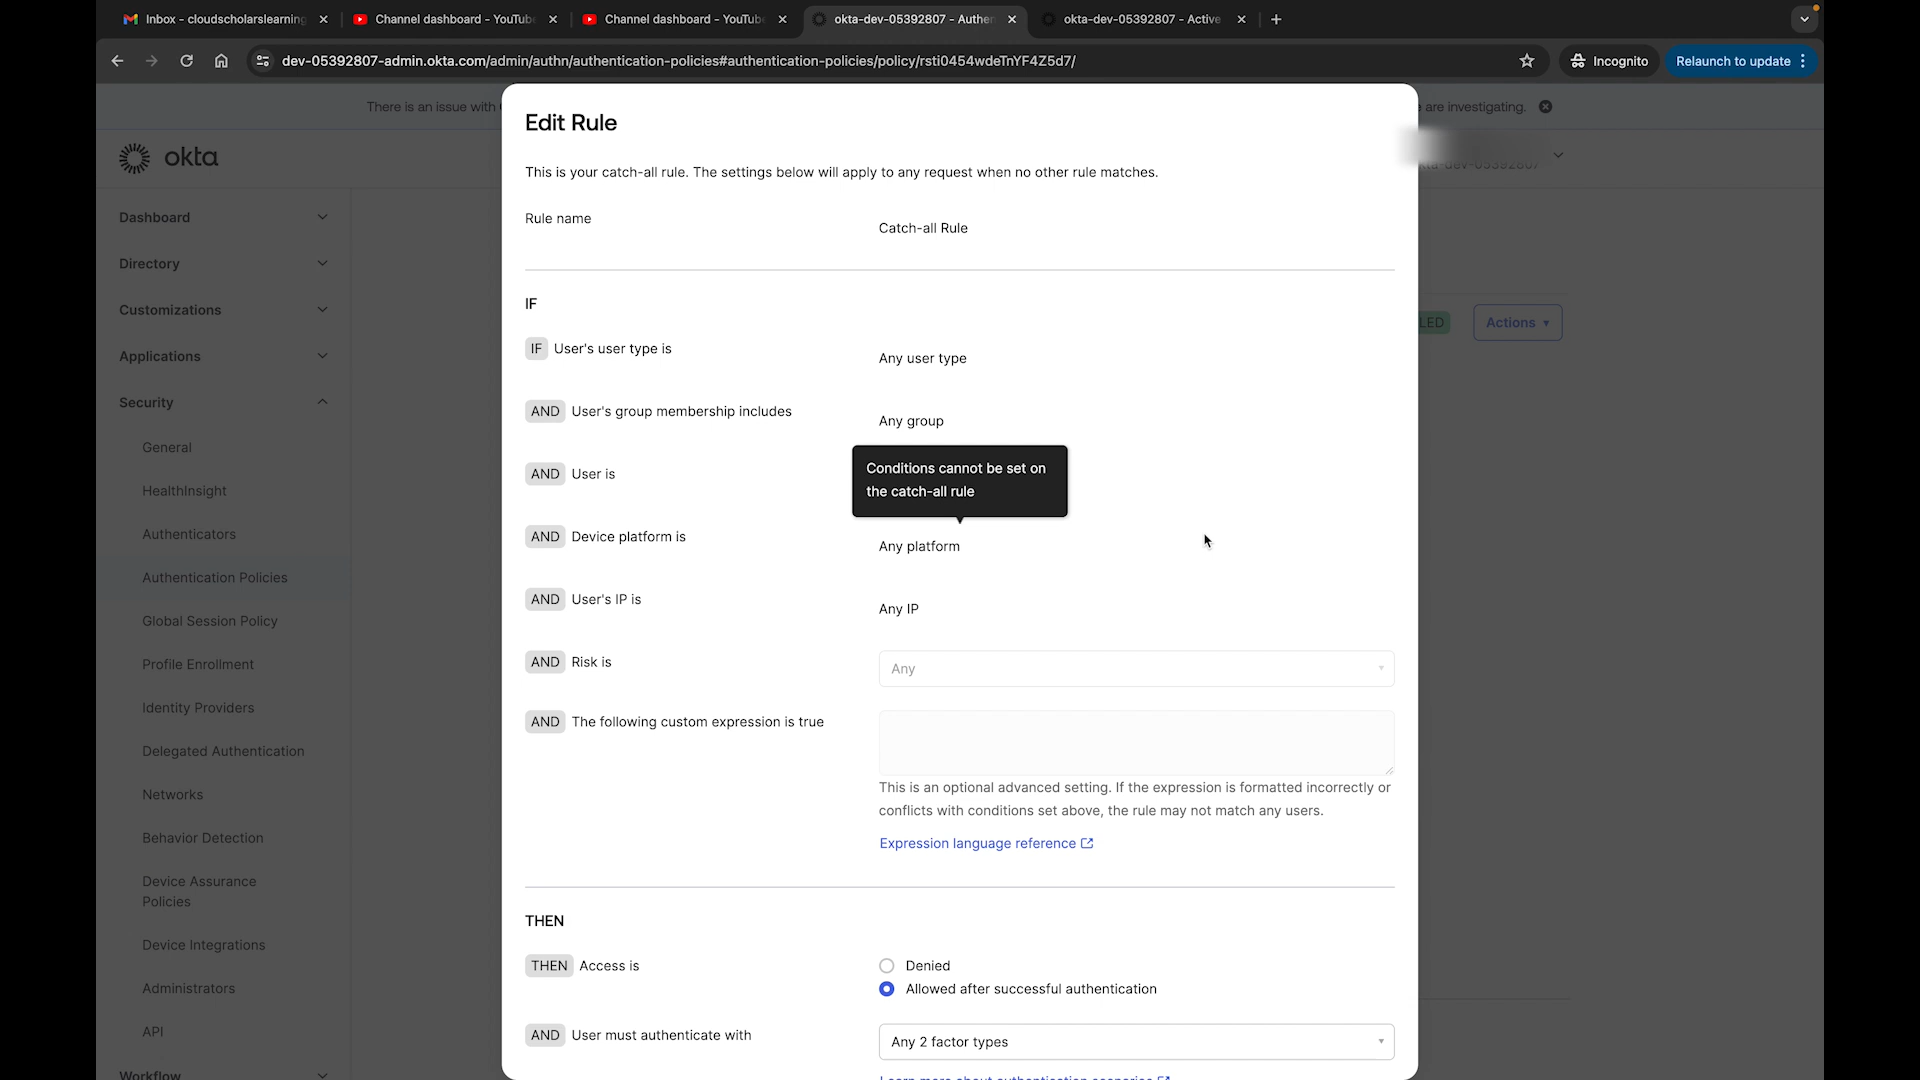 Inbox - cloudscholarslearning
Channel dashboard - YouTube
Channel dashboard - YouTube
okta-dev-05392807 - Authen
okta-dev-05392807 - Active
dev-05392807-admin.okta.com/admin/authn/authentication-policies#authentication-policies/policy/rsti0454wdeTnYF4Z5d7/
Incognito
Relaunch to update
There is an issue with
are investigating.
okta
okta-dev-05392807
Dashboard
Directory
Customizations
Applications
Security
General
HealthInsight
Authenticators
Authentication Policies
Global Session Policy
Profile Enrollment
Identity Providers
Delegated Authentication
Networks
Behavior Detection
Device Assurance
Policies
Device Integrations
Administrators
API
Workflow
LED
Actions
Edit Rule
This is your catch-all rule. The settings below will apply to any request when no other rule matches.
Rule name
Catch-all Rule
IF
IF User's user type is
Any user type
AND User's group membership includes
Any group
AND User is
Conditions cannot be set on
the catch-all rule
AND Device platform is
Any platform
AND User's IP is
Any IP
AND Risk is
Any
AND The following custom expression is true
This is an optional advanced setting. If the expression is formatted incorrectly or
conflicts with conditions set above, the rule may not match any users.
Expression language reference
THEN
THEN Access is
Denied
Allowed after successful authentication
AND User must authenticate with
Any 2 factor types
Learn more about authentication scenarios